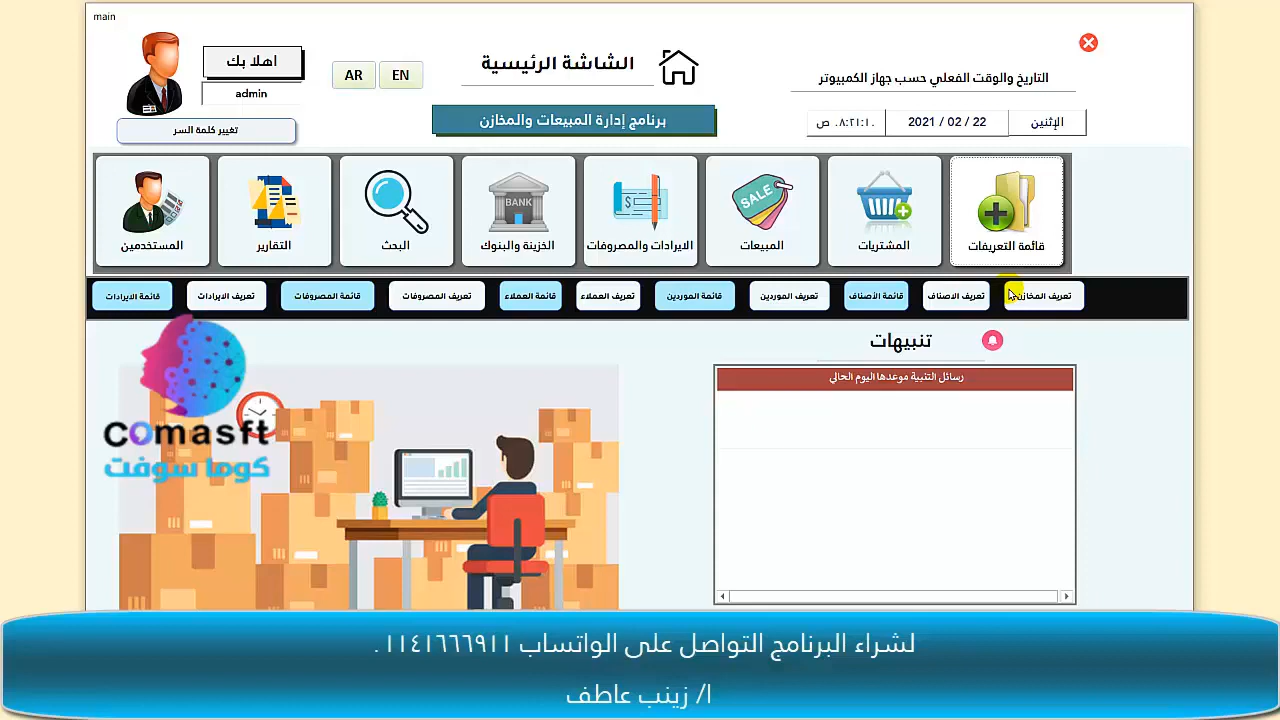 main
الشاشة الرئيسية
AR
EN
اهلا بك
admin
تغيير كلمة السر
التاريخ والوقت الفعلي حسب جهاز الكمبيوتر
الإثنين
22 / 02 / 2021
٠٨:٢١:١٠ ص
برنامج إدارة المبيعات والمخازن
قائمة التعريفات
المشتريات
SALE
المبيعات
الايرادات والمصروفات
BANK
الخزينة والبنوك
البحث
التقارير
المستخدمين
تعريف المخازن
تعريف الاصناف
قائمة الأصناف
تعريف الموردين
قائمة الموردين
تعريف العملاء
قائمة العملاء
تعريف المصروفات
قائمة المصروفات
تعريف الايرادات
قائمة الايرادات
تنبيهات
رسائل التنبية موعدها اليوم الحالي
comasft
كوما سوفت
لشراء البرنامج التواصل على الواتساب ١١٤١٦٦٦٩١١٠
ا/ زينب عاطف